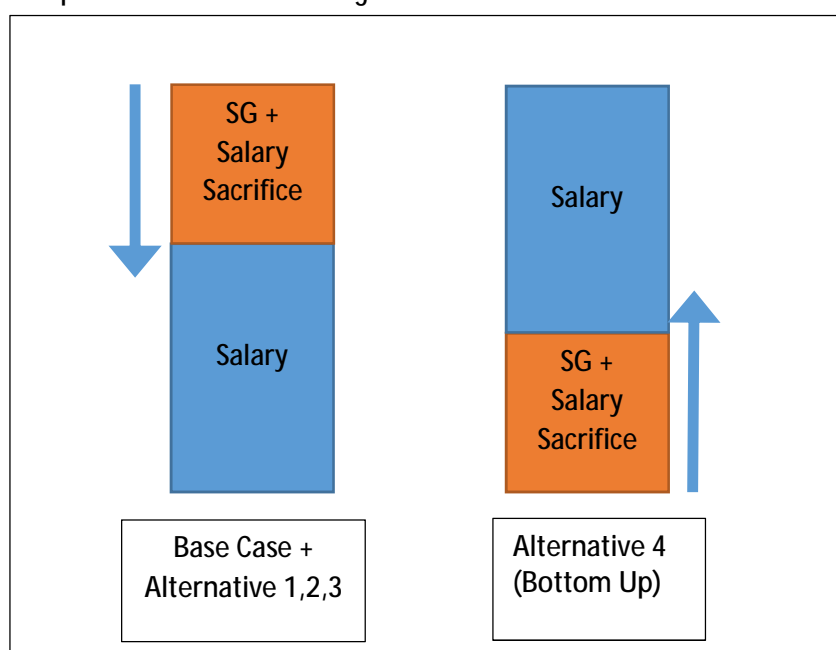 SG +
Salary
Sacrifice
Salary
Salary
SG +
Salary
Sacrifice
Base Case +
Alternative 1,2,3
Alternative 4
(Bottom Up)